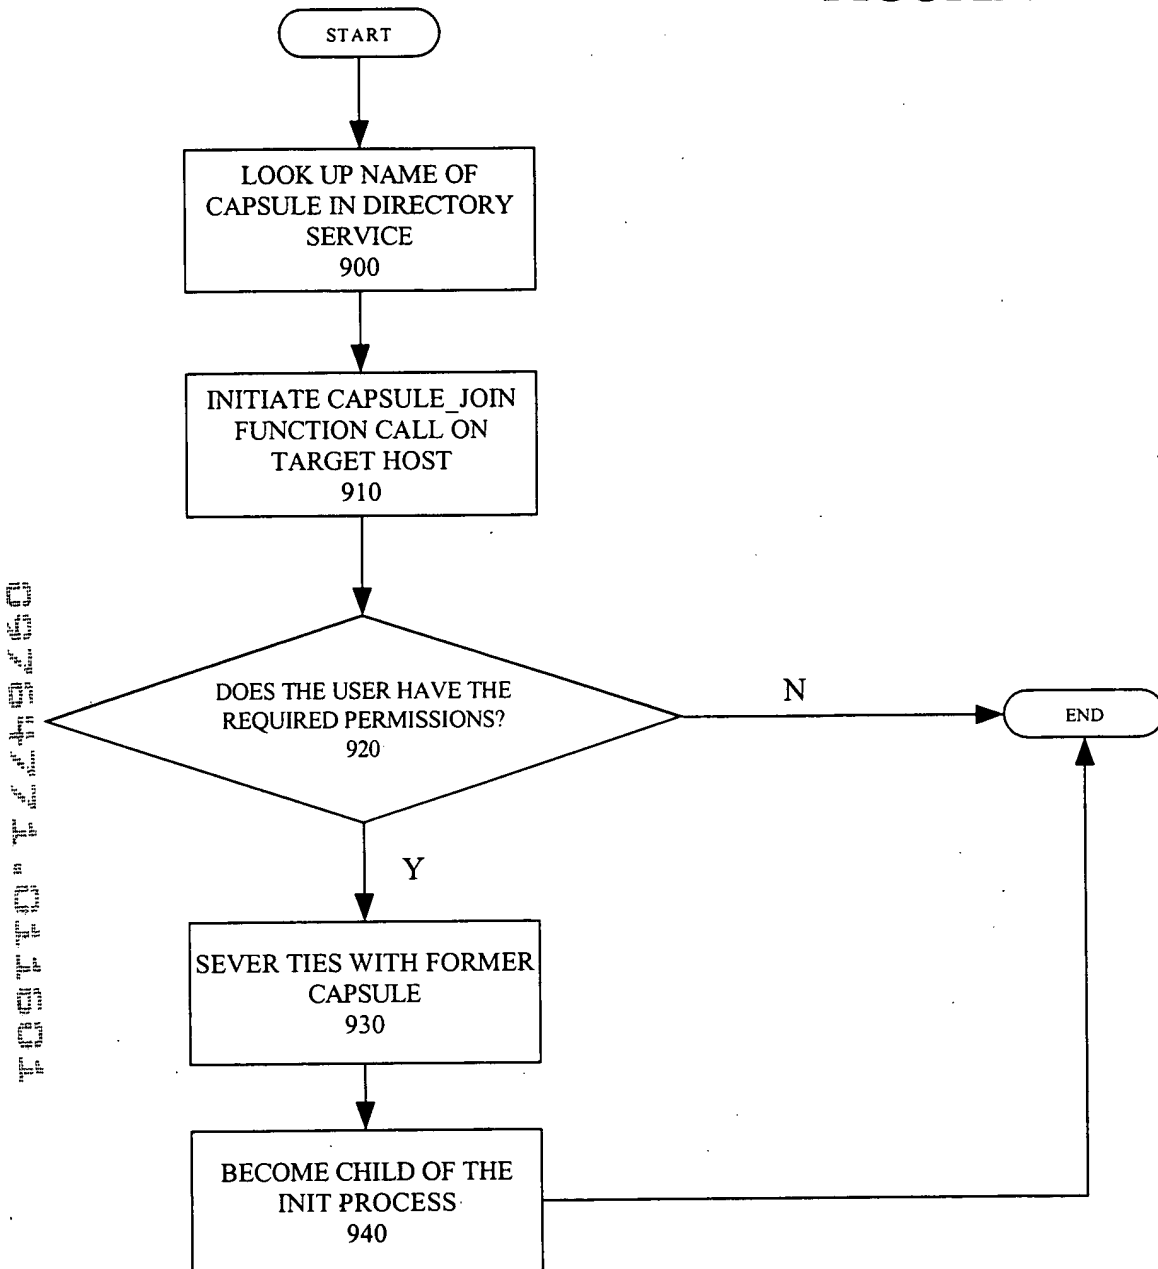 START
LOOK UP NAME OF
CAPSULE IN DIRECTORY
SERVICE
900
INITIATE CAPSULE_JOIN
FUNCTION CALL ON
TARGET HOST
910
DOES THE USER HAVE THE
REQUIRED PERMISSIONS?
920
N
END
Y
SEVER TIES WITH FORMER
CAPSULE
930
BECOME CHILD OF THE
INIT PROCESS
940
09764771.011601